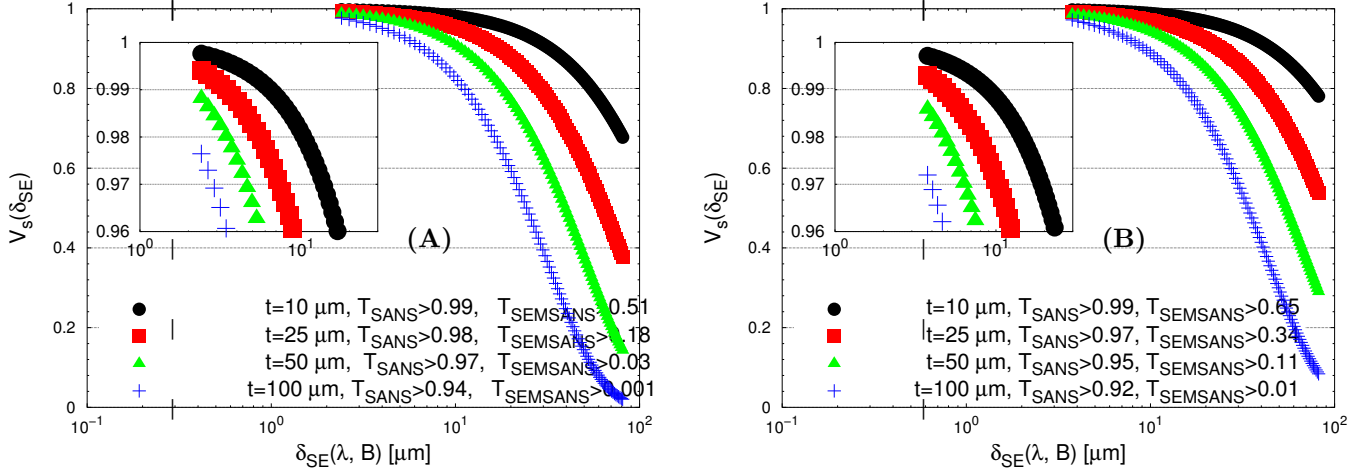 V_s(δ_SE)
1
0.8
0.6
0.4
0.2
0
10^-1
10^0
10^1
10^2
δ_SE(λ, B) [μm]
1
0.99
0.98
0.97
0.96
10^0
10^1
(A)
t=10 μm, T_SANS>0.99, T_SEMSANS>0.51
t=25 μm, T_SANS>0.98, T_SEMSANS>0.18
t=50 μm, T_SANS>0.97, T_SEMSANS>0.03
t=100 μm, T_SANS>0.94, T_SEMSANS>0.001
V_s(δ_SE)
1
0.8
0.6
0.4
0.2
0
10^-1
10^0
10^1
10^2
δ_SE(λ, B) [μm]
1
0.99
0.98
0.97
0.96
10^0
10^1
(B)
t=10 μm, T_SANS>0.99, T_SEMSANS>0.65
t=25 μm, T_SANS>0.97, T_SEMSANS>0.34
t=50 μm, T_SANS>0.95, T_SEMSANS>0.11
t=100 μm, T_SANS>0.92, T_SEMSANS>0.01